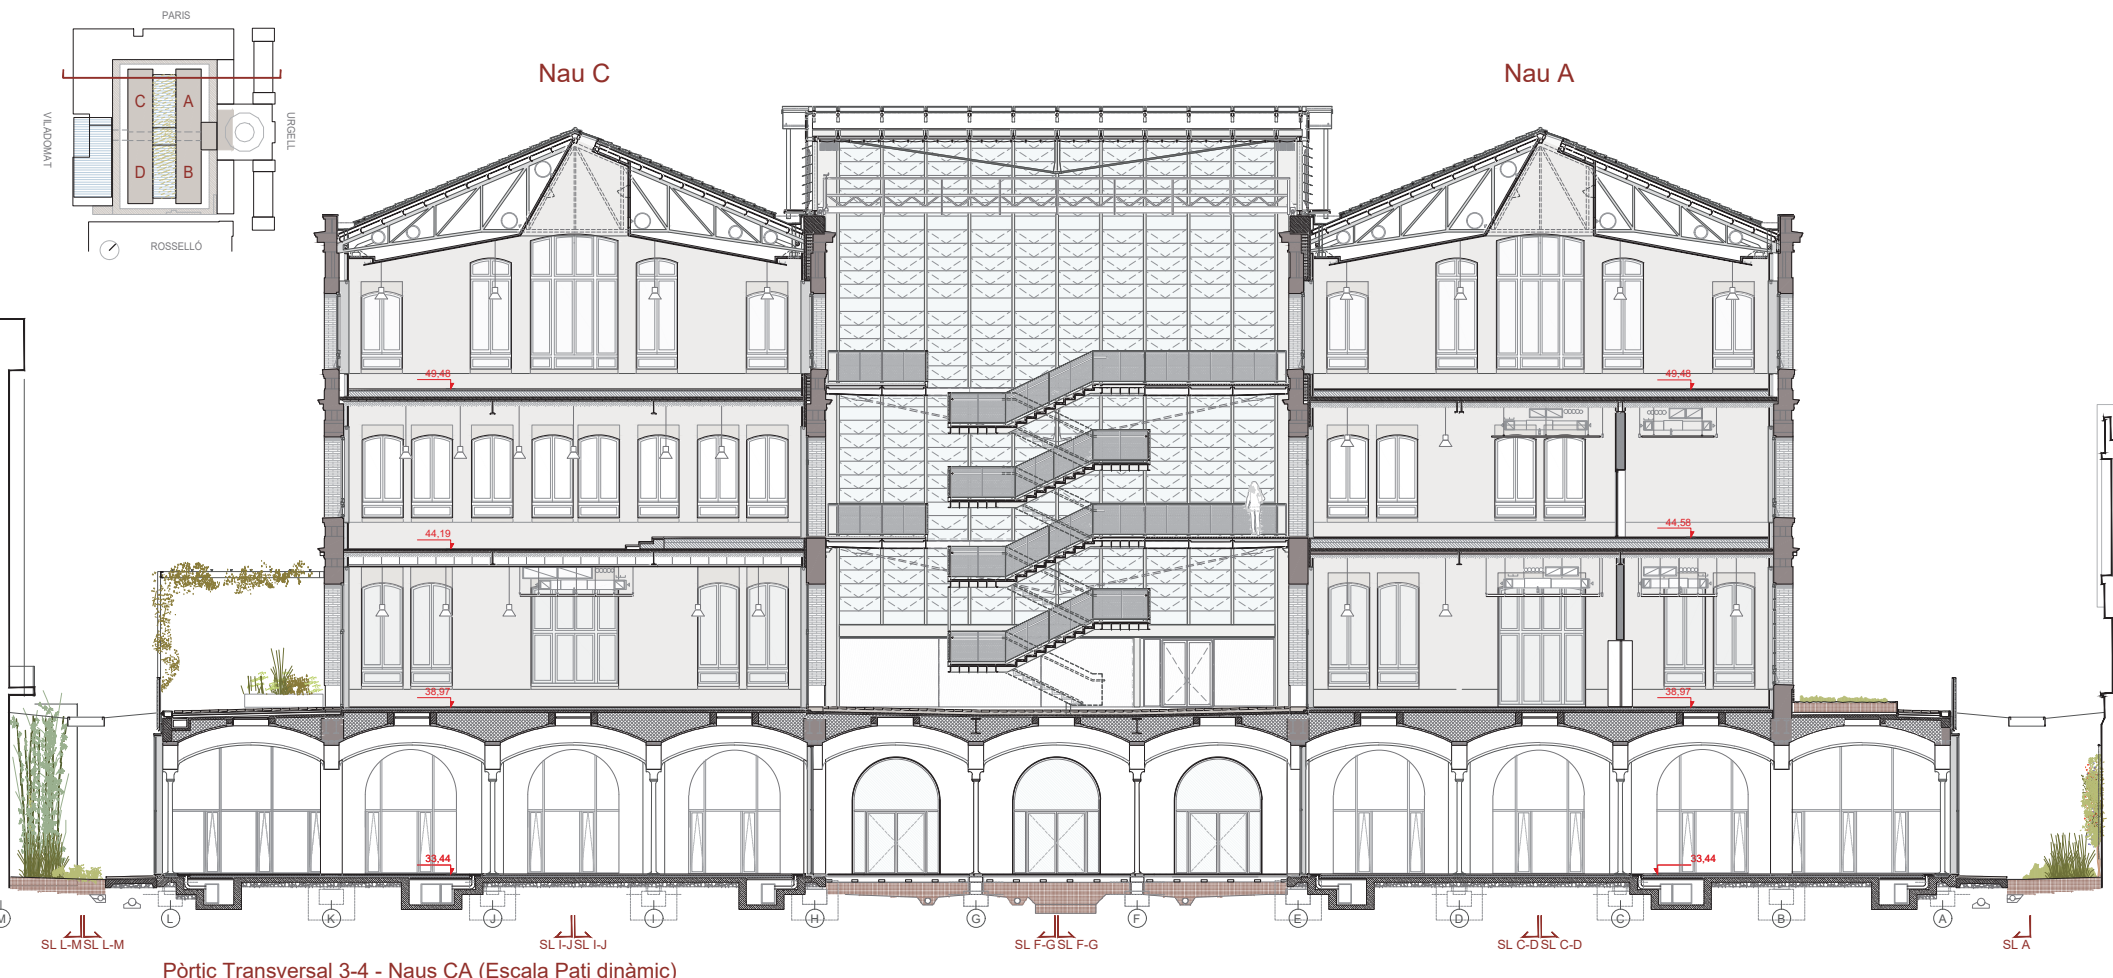 PARIS
Nau C
Nau A
C
A
VILADOMAT
URGELL
D
B
ROSSELLÓ
49,48
49,48
44,19
44,58
38,97
38,97
33,44
33,44
M
L
K
J
I
H
G
F
E
D
C
B
A
SL L-M SL L-M
SL I-J SL I-J
SL F-G SL F-G
SL C-D SL C-D
SL A
Pòrtic Transversal 3-4 - Naus CA (Escala Pati dinàmic)